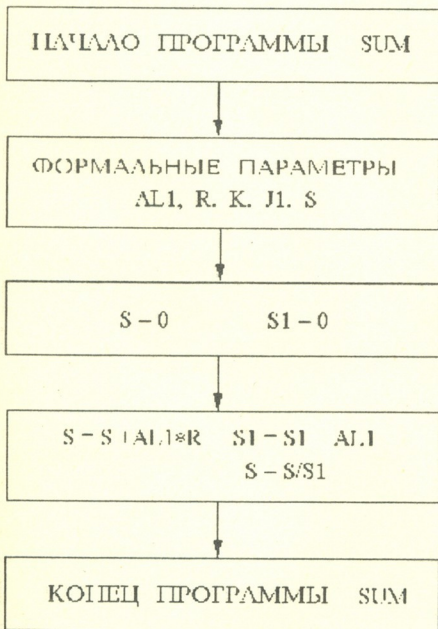 НАЧАЛО ПРОГРАММЫ SUM
ФОРМАЛЬНЫЕ ПАРАМЕТРЫ
AL1, R. K. J1. S
S – 0 S1 – 0
S – S +AL1*R S1 – S1 AL1
S – S/S1
КОНЕЦ ПРОГРАММЫ SUM